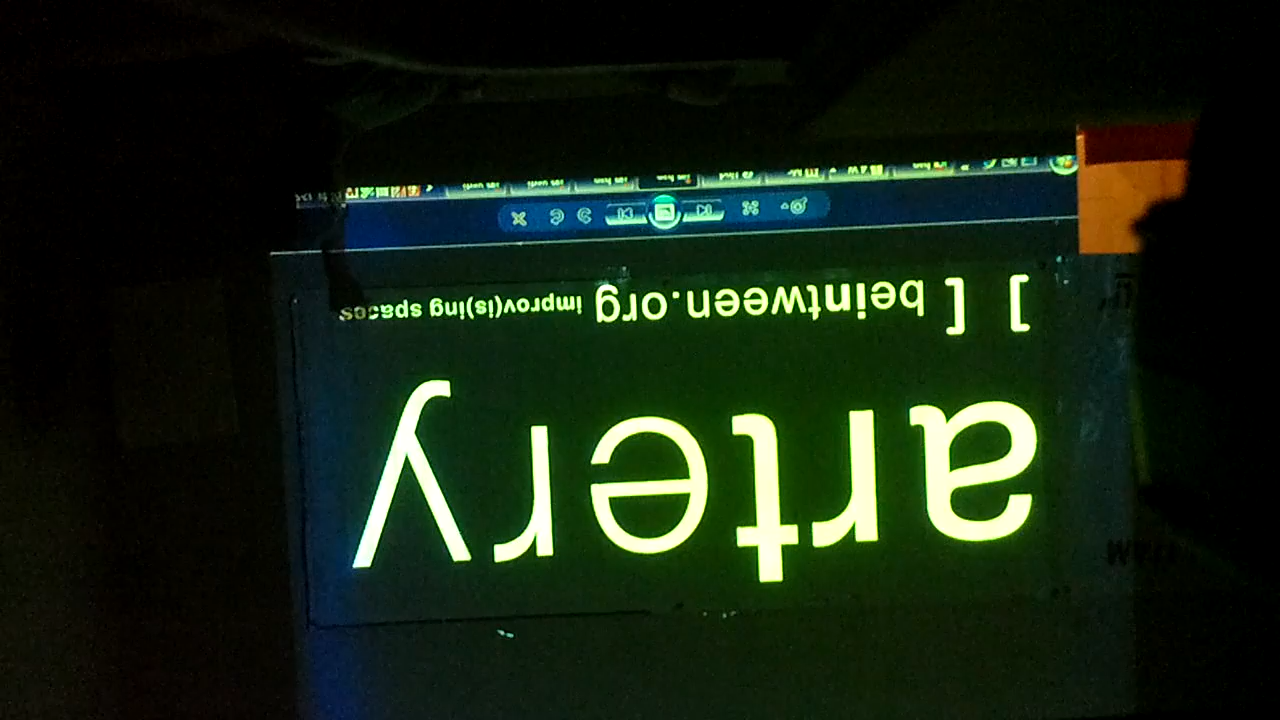 artery
] [ beintween.org improv(is)ing spaces